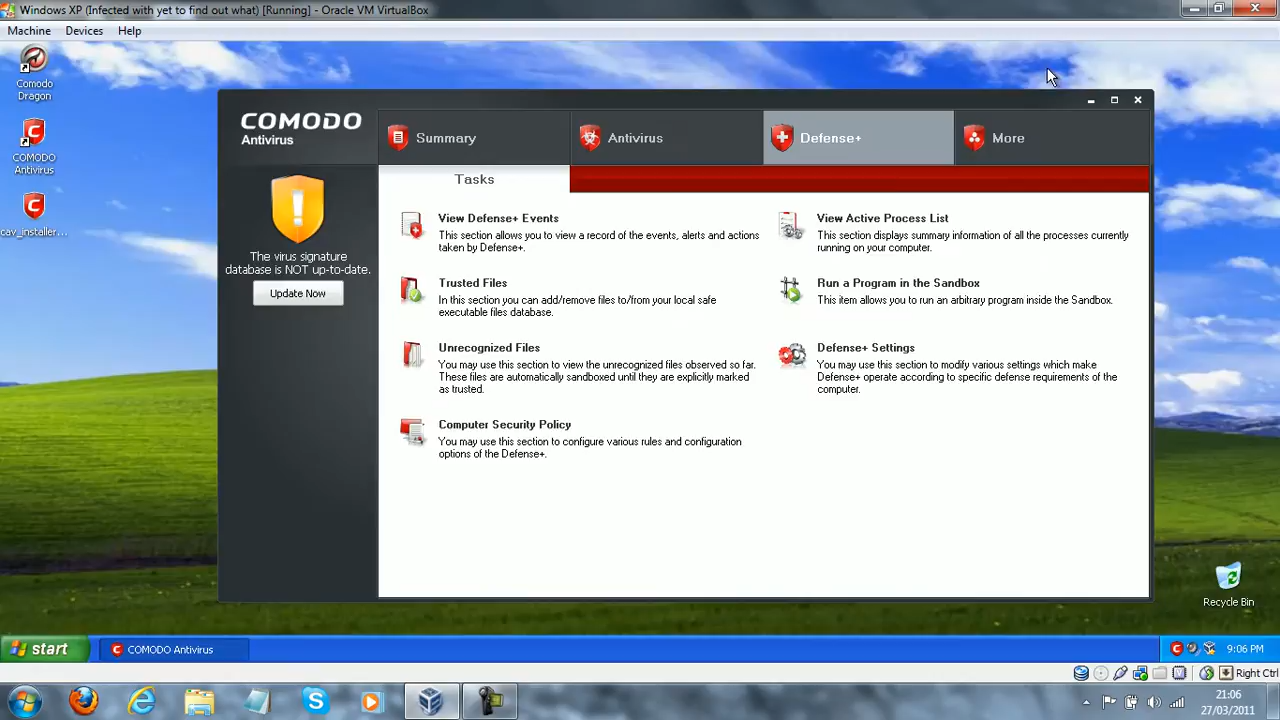 Windows XP (Infected with yet to find out what) [Running] - Oracle VM VirtualBox
Machine Devices Help
Comodo
Dragon
COMODO
Antivirus
cav_installer...
COMODO
Antivirus
Summary
Antivirus
Defense+
More
Tasks
The virus signature
database is NOT up-to-date.
Update Now
View Defense+ Events
This section allows you to view a record of the events, alerts and actions
taken by Defense+.
View Active Process List
This section displays summary information of all the processes currently
running on your computer.
Trusted Files
In this section you can add/remove files to/from your local safe
executable files database.
Run a Program in the Sandbox
This item allows you to run an arbitrary program inside the Sandbox.
Unrecognized Files
You may use this section to view the unrecognized files observed so far.
These files are automatically sandboxed until they are explicitly marked
as trusted.
Defense+ Settings
You may use this section to modify various settings which make
Defense+ operate according to specific defense requirements of the
computer.
Computer Security Policy
You may use this section to configure various rules and configuration
options of the Defense+.
Recycle Bin
start
COMODO Antivirus
9:06 PM
Right Ctrl
21:06
27/03/2011